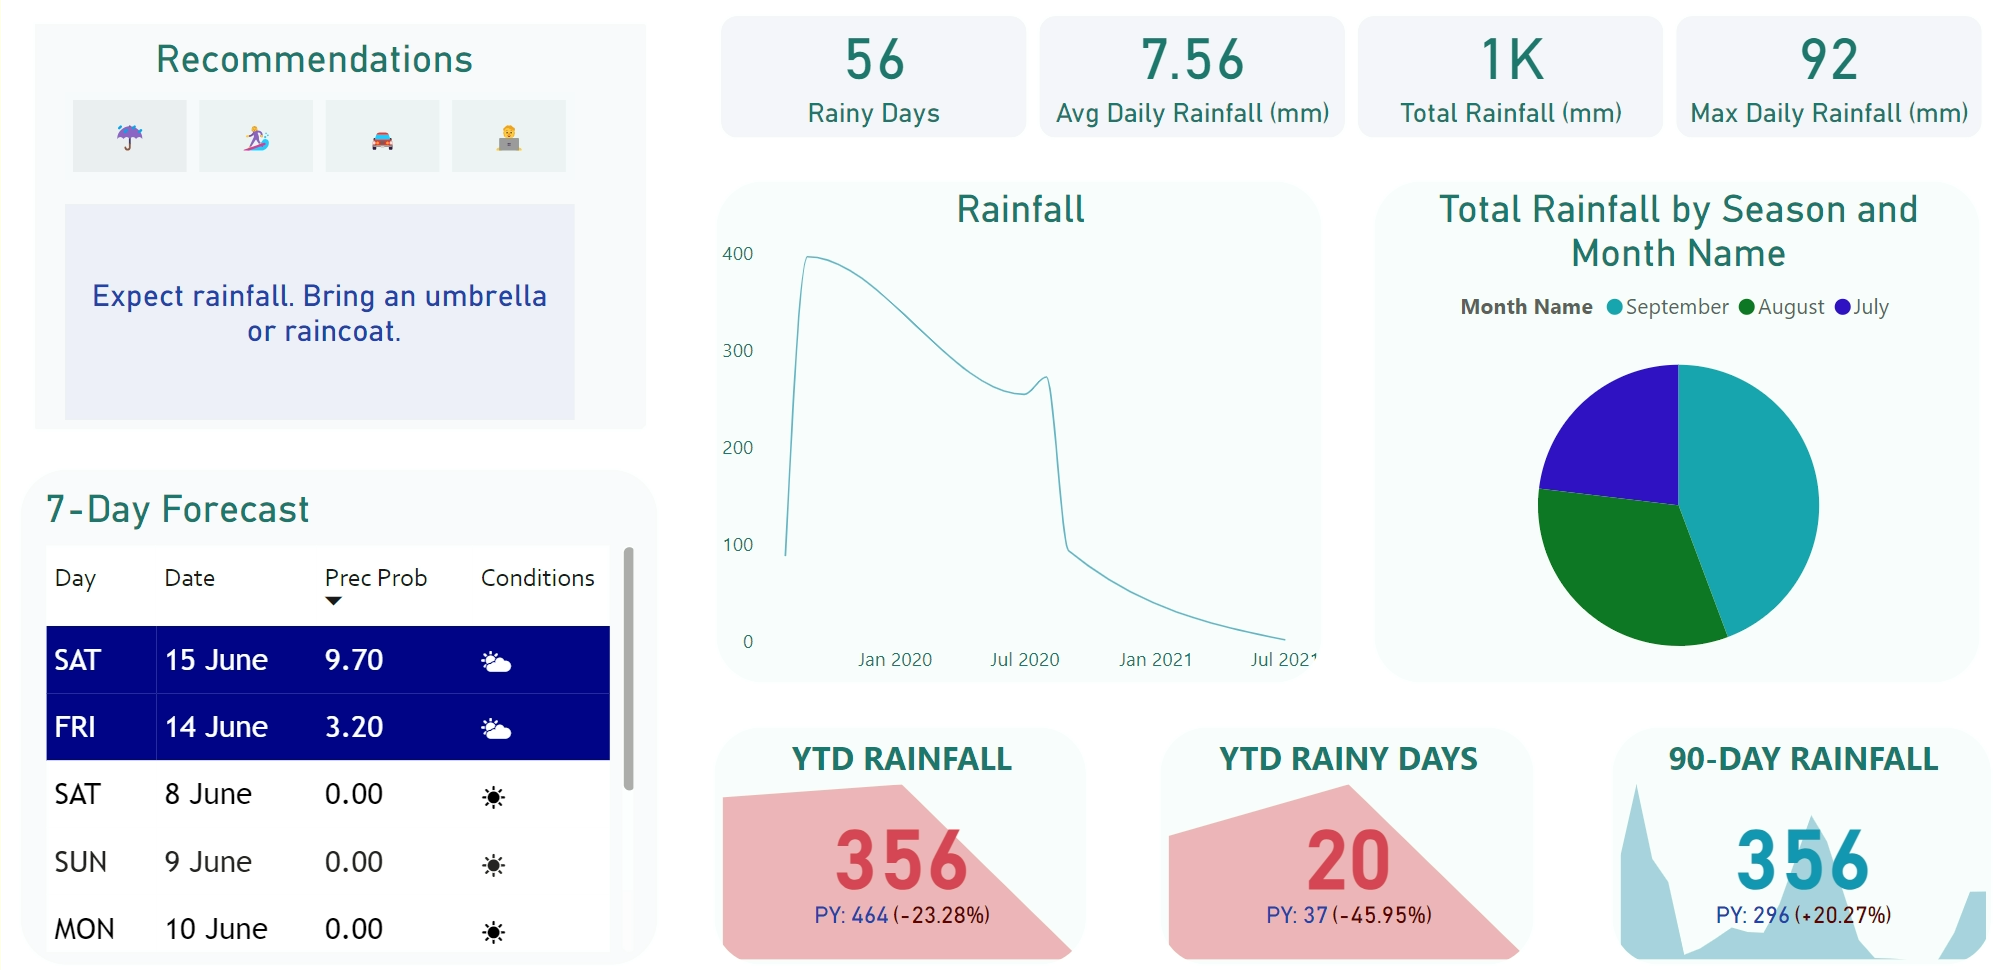 Recommendations
Expect rainfall. Bring an umbrella
or raincoat.
7-Day Forecast
Day Date Prec Prob Conditions
SAT 15 June 9.70
FRI 14 June 3.20
SAT 8 June 0.00
SUN 9 June 0.00
MON 10 June 0.00
56
Rainy Days
7.56
Avg Daily Rainfall (mm)
1K
Total Rainfall (mm)
92
Max Daily Rainfall (mm)
Rainfall
400
300
200
100
0
Jan 2020 Jul 2020 Jan 2021 Jul 2021
Total Rainfall by Season and
Month Name
Month Name September August July
YTD RAINFALL
356
PY: 464 (-23.28%)
YTD RAINY DAYS
20
PY: 37 (-45.95%)
90-DAY RAINFALL
356
PY: 296 (+20.27%)